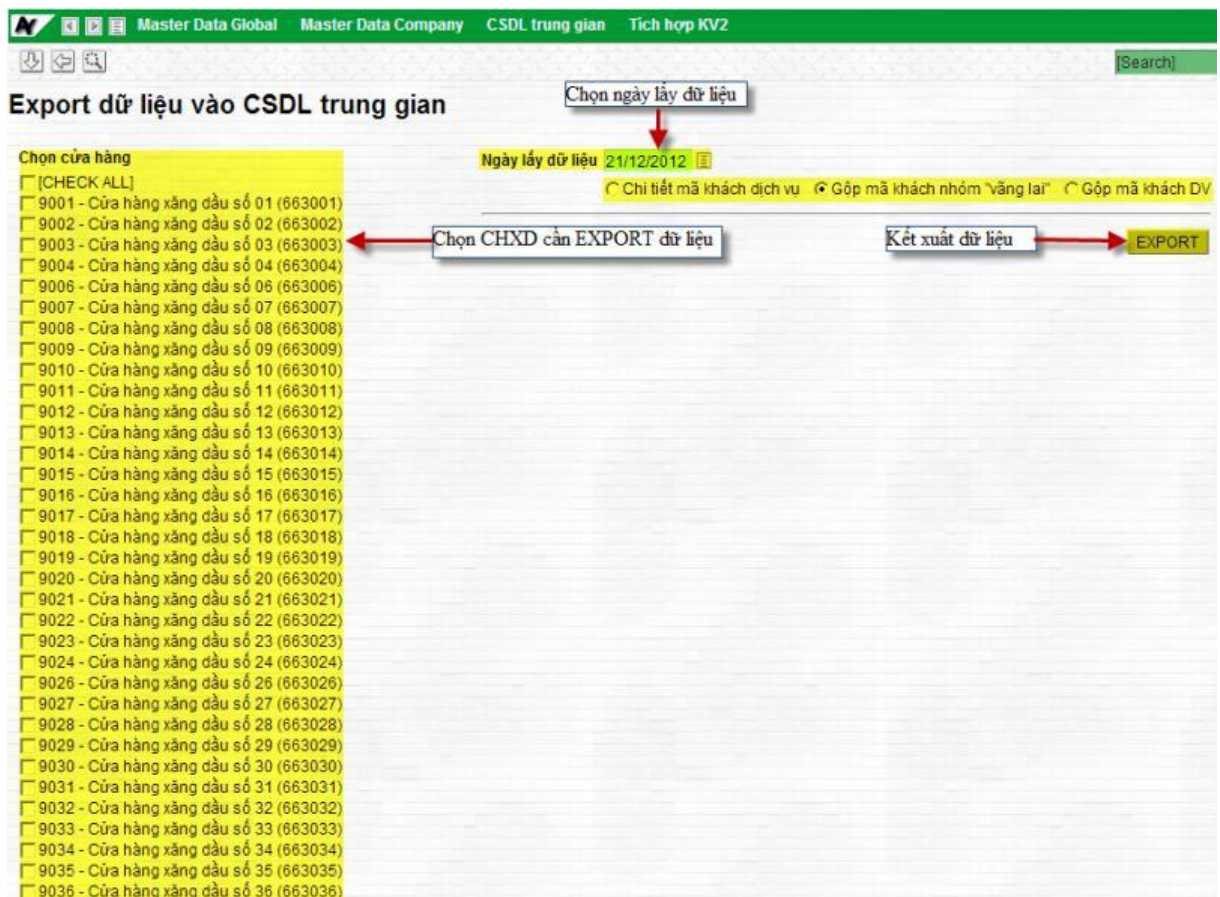 Master Data Global Master Data Company CSDL trung gian Tích hợp KV2
[Search]
Export dữ liệu vào CSDL trung gian
Chọn ngày lấy dữ liệu
Chọn cửa hàng
Ngày lấy dữ liệu 21/12/2012
[CHECK ALL]
Chi tiết mã khách dịch vụ Gộp mã khách nhóm "vãng lai" Gộp mã khách DV
9001 - Cửa hàng xăng dầu số 01 (663001)
9002 - Cửa hàng xăng dầu số 02 (663002)
9003 - Cửa hàng xăng dầu số 03 (663003)
Chọn CHXD cần EXPORT dữ liệu
Kết xuất dữ liệu
EXPORT
9004 - Cửa hàng xăng dầu số 04 (663004)
9006 - Cửa hàng xăng dầu số 06 (663006)
9007 - Cửa hàng xăng dầu số 07 (663007)
9008 - Cửa hàng xăng dầu số 08 (663008)
9009 - Cửa hàng xăng dầu số 09 (663009)
9010 - Cửa hàng xăng dầu số 10 (663010)
9011 - Cửa hàng xăng dầu số 11 (663011)
9012 - Cửa hàng xăng dầu số 12 (663012)
9013 - Cửa hàng xăng dầu số 13 (663013)
9014 - Cửa hàng xăng dầu số 14 (663014)
9015 - Cửa hàng xăng dầu số 15 (663015)
9016 - Cửa hàng xăng dầu số 16 (663016)
9017 - Cửa hàng xăng dầu số 17 (663017)
9018 - Cửa hàng xăng dầu số 18 (663018)
9019 - Cửa hàng xăng dầu số 19 (663019)
9020 - Cửa hàng xăng dầu số 20 (663020)
9021 - Cửa hàng xăng dầu số 21 (663021)
9022 - Cửa hàng xăng dầu số 22 (663022)
9023 - Cửa hàng xăng dầu số 23 (663023)
9024 - Cửa hàng xăng dầu số 24 (663024)
9026 - Cửa hàng xăng dầu số 26 (663026)
9027 - Cửa hàng xăng dầu số 27 (663027)
9028 - Cửa hàng xăng dầu số 28 (663028)
9029 - Cửa hàng xăng dầu số 29 (663029)
9030 - Cửa hàng xăng dầu số 30 (663030)
9031 - Cửa hàng xăng dầu số 31 (663031)
9032 - Cửa hàng xăng dầu số 32 (663032)
9033 - Cửa hàng xăng dầu số 33 (663033)
9034 - Cửa hàng xăng dầu số 34 (663034)
9035 - Cửa hàng xăng dầu số 35 (663035)
9036 - Cửa hàng xăng dầu số 36 (663036)